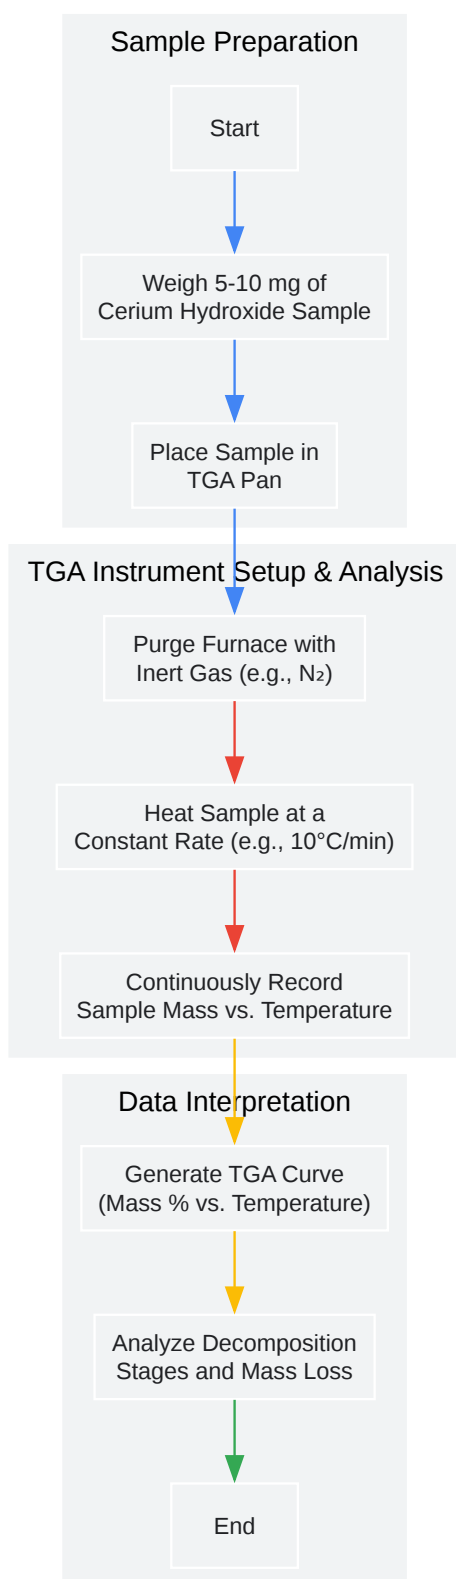 Sample Preparation
Start
Weigh 5-10 mg of
Cerium Hydroxide Sample
Place Sample in
TGA Pan
TGA Instrument Setup & Analysis
Purge Furnace with
Inert Gas (e.g., N₂)
Heat Sample at a
Constant Rate (e.g., 10°C/min)
Continuously Record
Sample Mass vs. Temperature
Data Interpretation
Generate TGA Curve
(Mass % vs. Temperature)
Analyze Decomposition
Stages and Mass Loss
End